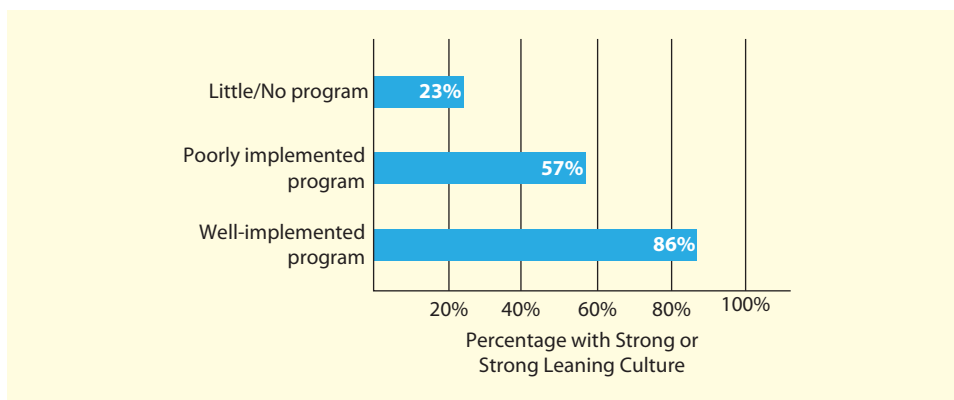 Little/No program
23%
Poorly implemented
program
57%
Well-implemented
program
86%
20% 40% 60% 80% 100%
Percentage with Strong or
Strong Leaning Culture